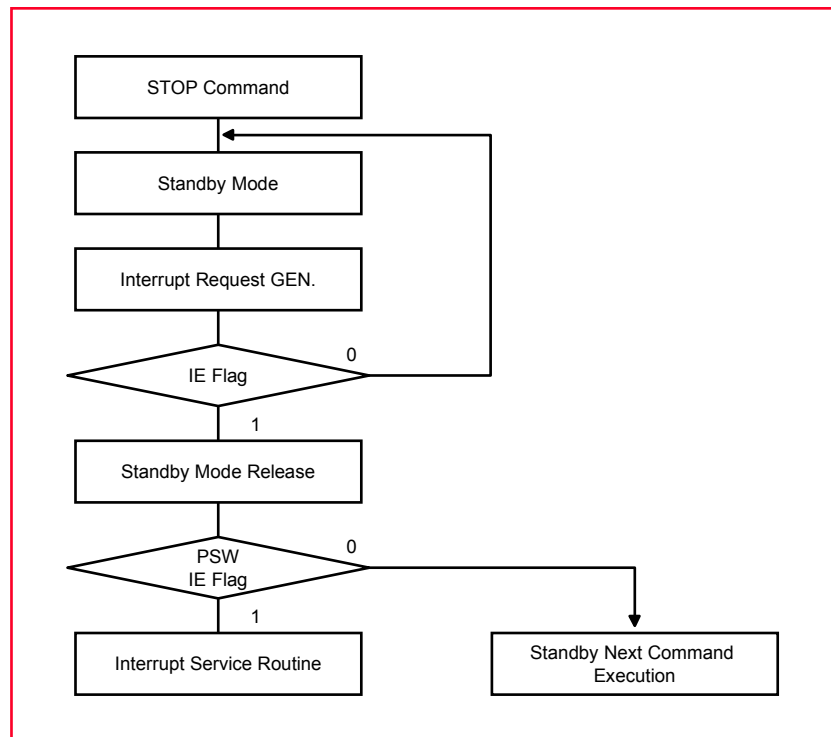 STOP Command
Standby Mode
Interrupt Request GEN.
0
IE Flag
1
Standby Mode Release
0
PSW
IE Flag
1
Interrupt Service Routine
Standby Next Command
Execution